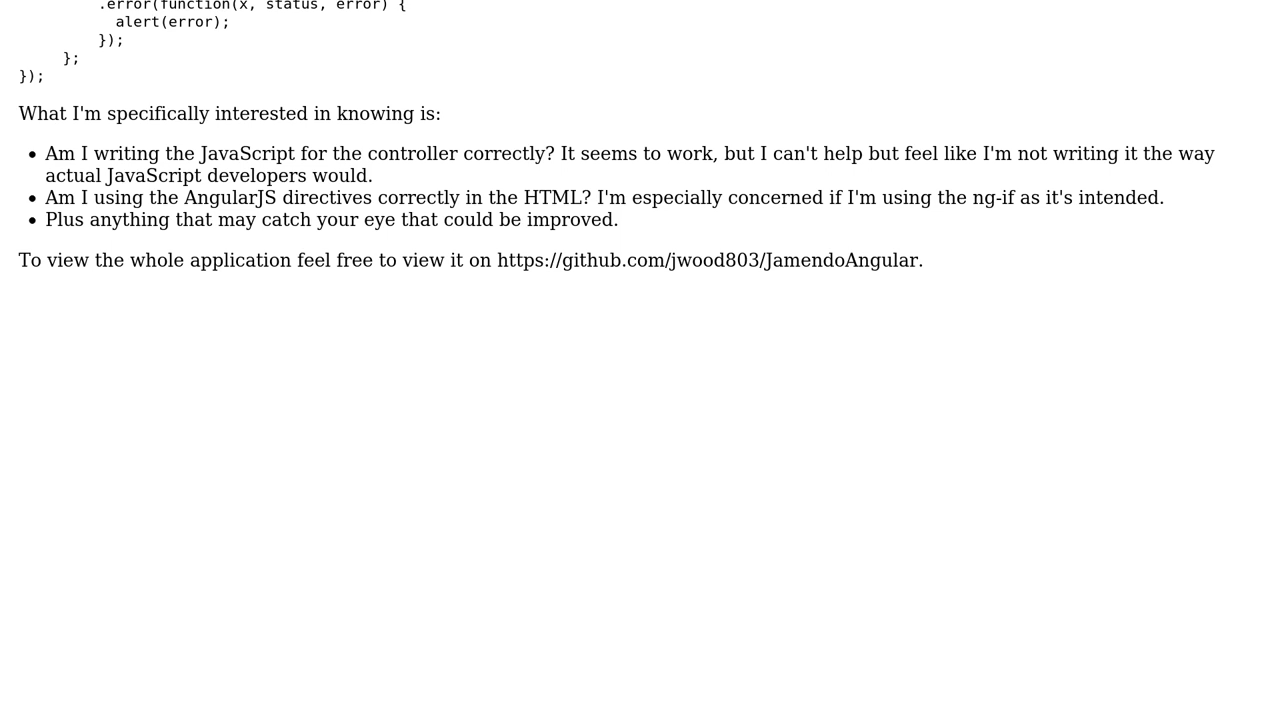 .error(function(x, status, error) {
alert(error);
});
};
});
What I'm specifically interested in knowing is:
• Am I writing the JavaScript for the controller correctly? It seems to work, but I can't help but feel like I'm not writing it the way
actual JavaScript developers would.
• Am I using the AngularJS directives correctly in the HTML? I'm especially concerned if I'm using the ng-if as it's intended.
• Plus anything that may catch your eye that could be improved.
To view the whole application feel free to view it on https://github.com/jwood803/JamendoAngular.